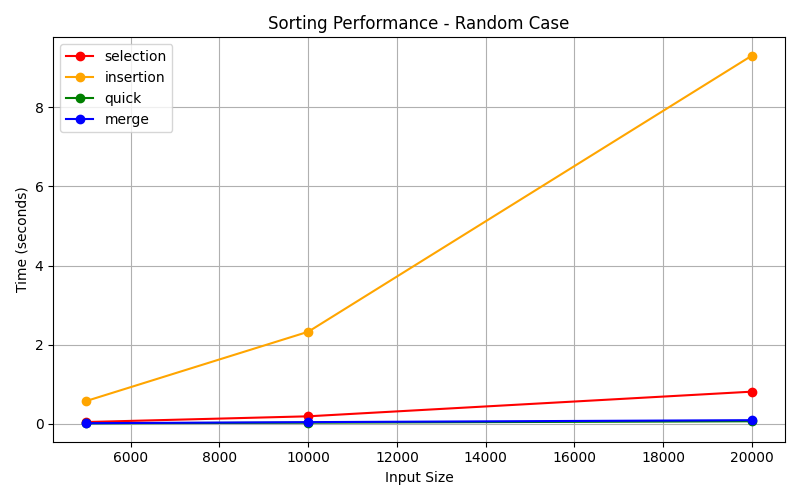 Sorting Performance - Random Case
selection
insertion
quick
merge
Time (seconds)
8
6
4
2
0
6000 8000 10000 12000 14000 16000 18000 20000
Input Size